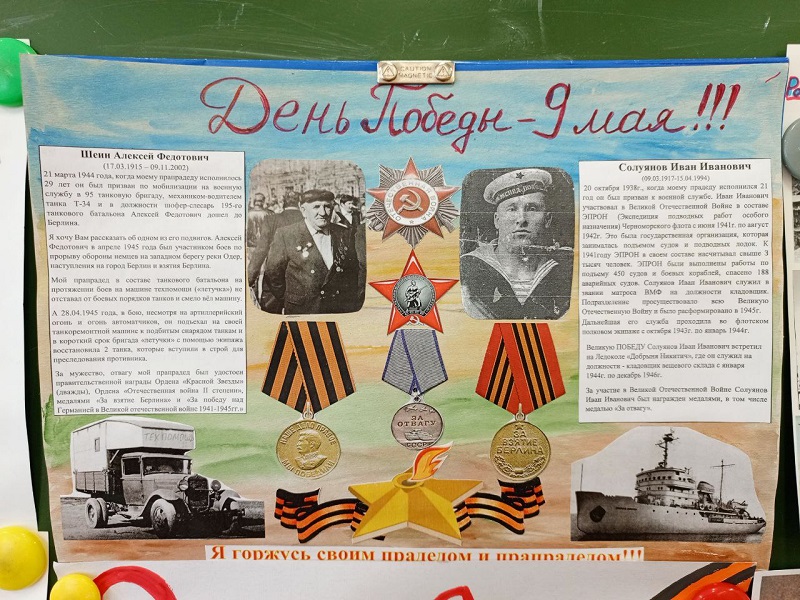 CAUTION
MAGNETIC
День Победы - 9 мая !!!
Шеин Алексей Федотович
(17.03.1915 – 09.11.2002)
21 марта 1944 года, когда моему прапрадеду исполнилось
29 лет он был призван по мобилизации на военную
службу в 95 танковую бригаду, механиком-водителем
танка Т-34 и в должности шофер-слесарь 195-го
танкового батальона Алексей Федотович дошел до
Берлина.
Я хочу Вам рассказать об одном из его подвигов. Алексей
Федотович в апреле 1945 года был участником боев по
прорыву обороны немцев на западном берегу реки Одер,
наступления на город Берлин и взятия Берлина.
Мой прапрадед в составе танкового батальона на
протяжении боев на машине техпомощи («летучки») не
отставал от боевых порядков танков и смело вёл машину.
А 28.04.1945 года, в бою, несмотря на артиллерийский
огонь и огонь автоматчиков, он подъехал на своей
танкоремонтной машине к подбитым снарядом танкам и
в короткий срок бригада «летучки» с помощью экипажа
восстановила 2 танка, которые вступили в строй для
преследования противника.
За мужество, отвагу мой прапрадед был удостоен
правительственной награды Ордена «Красной Звезды»
(дважды), Ордена «Отечественная война II степени»,
медалями «За взятие Берлина» и «За победу над
Германией в Великой отечественной войне 1941-1945гг.»
Солуянов Иван Иванович
(09.03.1917-15.04.1994)
20 октября 1938г., когда моему прадеду исполнился 21
год он был призван к военной службе. Иван Иванович
участвовал в Великой Отечественной Войне в составе
ЭПРОН (Экспедиция подводных работ особого
назначения) Черноморского флота с июня 1941г. по август
1942г. Это была государственная организация, которая
занималась подъемом судов и подводных лодок. К
1941году ЭПРОН в своем составе насчитывал свыше 3
тысяч человек. ЭПРОНом были выполнены работы по
подъему 450 судов и боевых кораблей, спасено 188
аварийных судов. Солуянов Иван Иванович служил в
звании матроса ВМФ на должности кладовщик.
Подразделение просуществовало всю Великую
Отечественную Войну и было расформировано в 1945г.
Дальнейшая его служба проходила во флотском
полковом экипаже с октября 1943г. по январь 1944г.
Великую ПОБЕДУ Солуянов Иван Иванович встретил
на Ледоколе «Добрыня Никитич», где он служил на
должности - кладовщик вещевого склада с января
1944г. по декабрь 1946г.
За участие в Великой Отечественной Войне Солуянов
Иван Иванович был награжден медалями, в том числе
медалью «За отвагу».
ОТЕЧЕСТВЕННАЯ ВОЙНА
ЗА
ОТВАГУ
СССР
ЗА
ВЗЯТИЕ
БЕРЛИНА
ТЕХПОМОЩЬ
Я горжусь своим прадедом и прапрадедом!!!